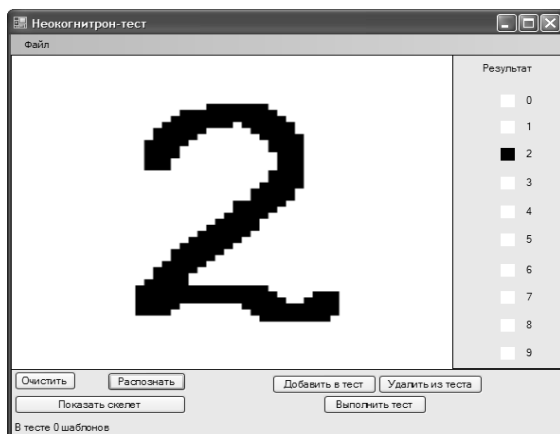 Неокогнитрон-тест
Файл
2
Результат
0
1
2
3
4
5
6
7
8
9
Очистить Распознать Добавить в тест Удалить из теста
Показать скелет Выполнить тест
В тесте 0 шаблонов